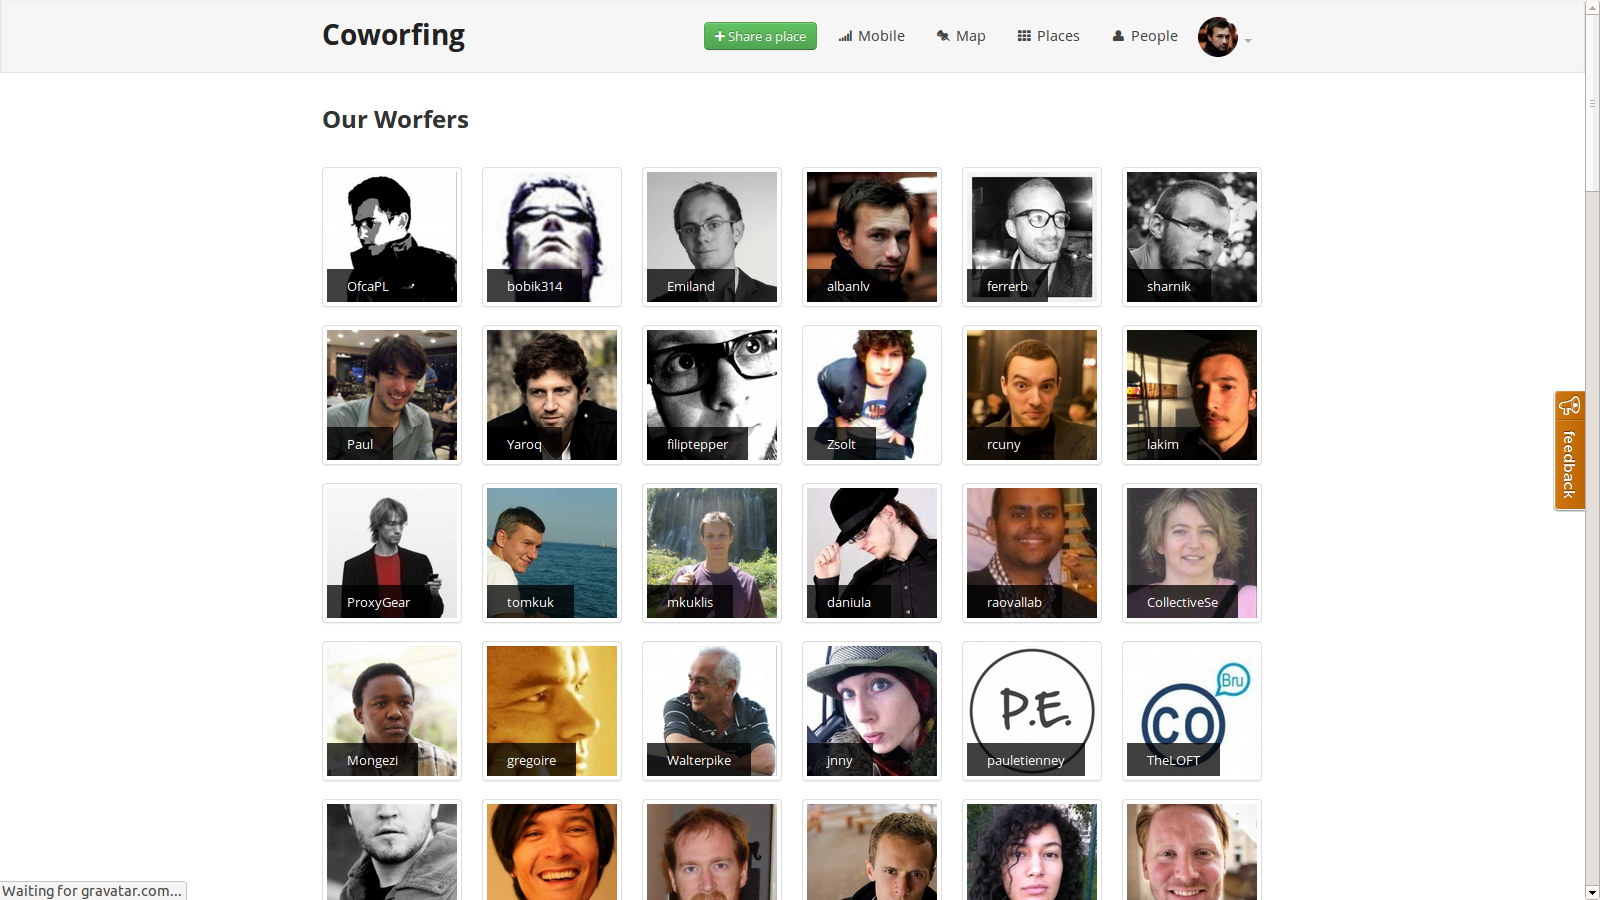 Coworfing
Share a place
Mobile
Map
Places
People
Our Worfers
OfcaPL
bobik314
Emiland
albanlv
ferrerb
sharnik
Paul
Yaroq
filiptepper
Zsolt
rcuny
lakim
feedback
ProxyGear
tomkuk
mkuklis
daniula
raovallab
CollectiveSe
Mongezi
gregoire
Walterpike
jnny
P.E.
pauletienney
Bru
CO
TheLOFT
Waiting for gravatar.com...